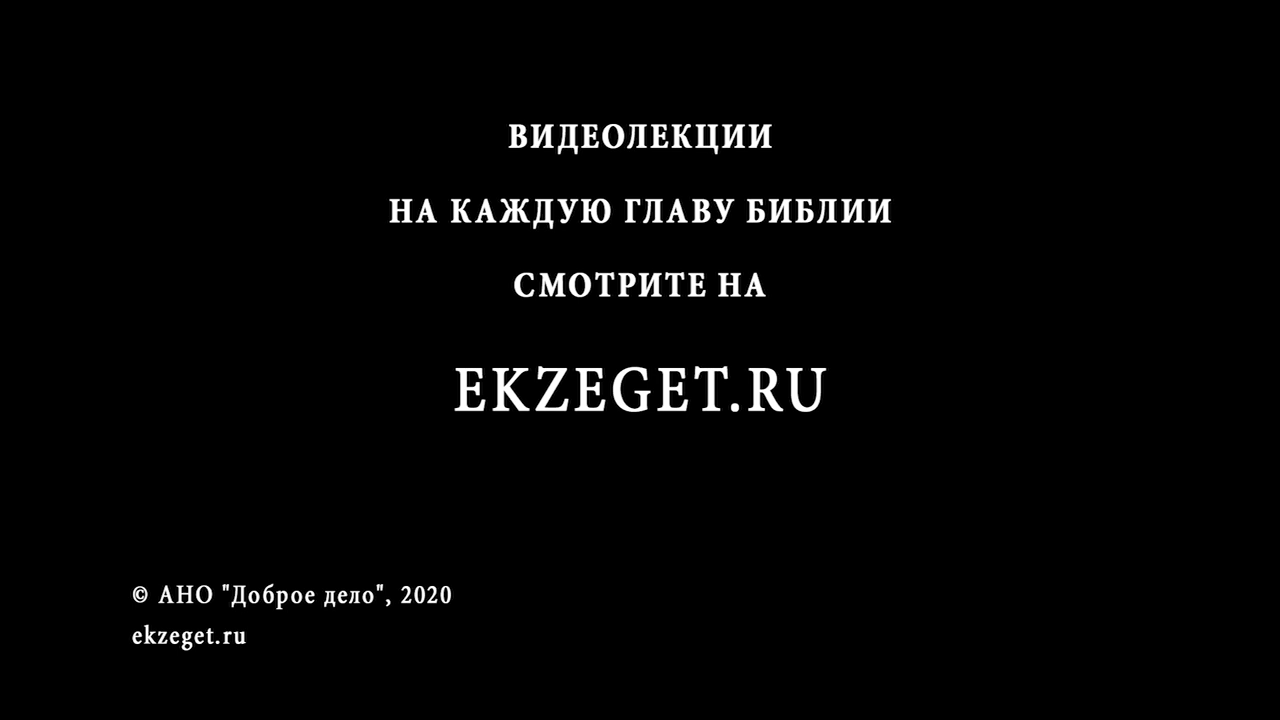 ВИДЕОЛЕКЦИИ
НА КАЖДУЮ ГЛАВУ БИБЛИИ
СМОТРИТЕ НА
EKZEGET.RU
© АНО "Доброе дело", 2020
ekzeget.ru